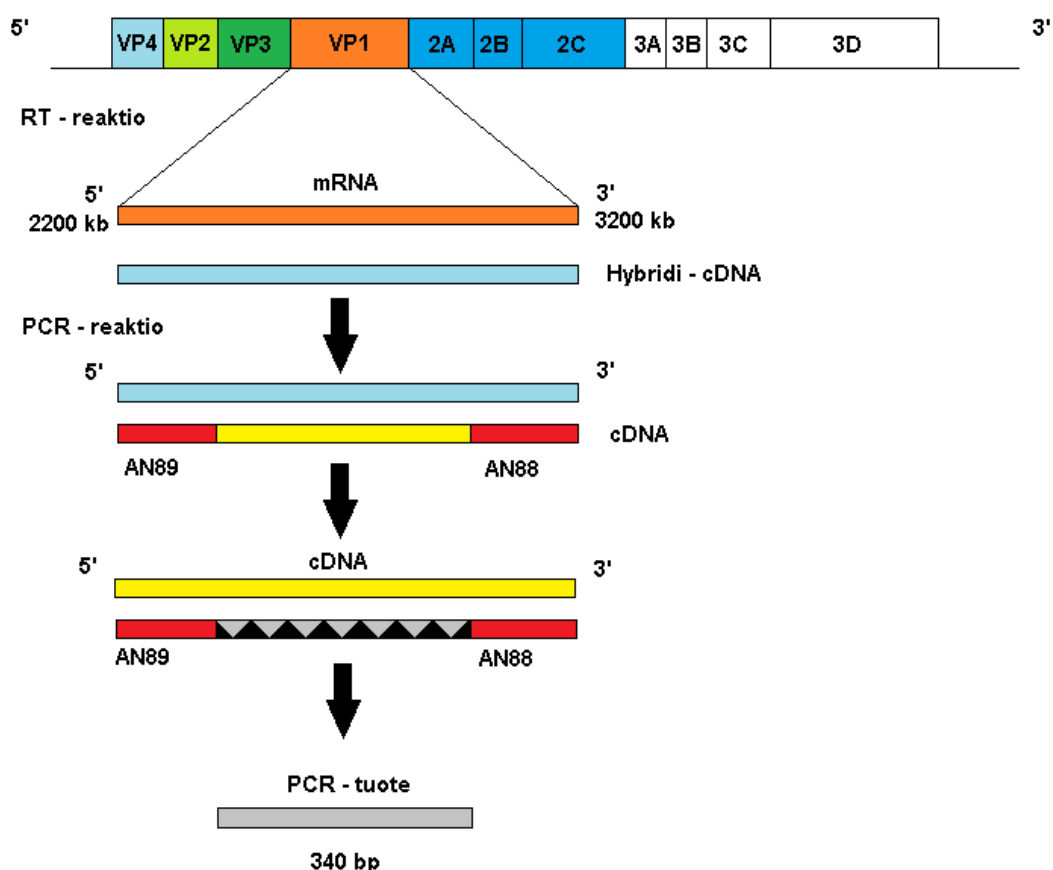 5' 3'
VP4 VP2 VP3 VP1 2A 2B 2C 3A 3B 3C 3D
RT - reaktio
mRNA
5' 3'
2200 kb 3200 kb
Hybridi - cDNA
PCR - reaktio
5' 3'
cDNA
AN89 AN88
cDNA
5' 3'
AN89 AN88
PCR - tuote
340 bp